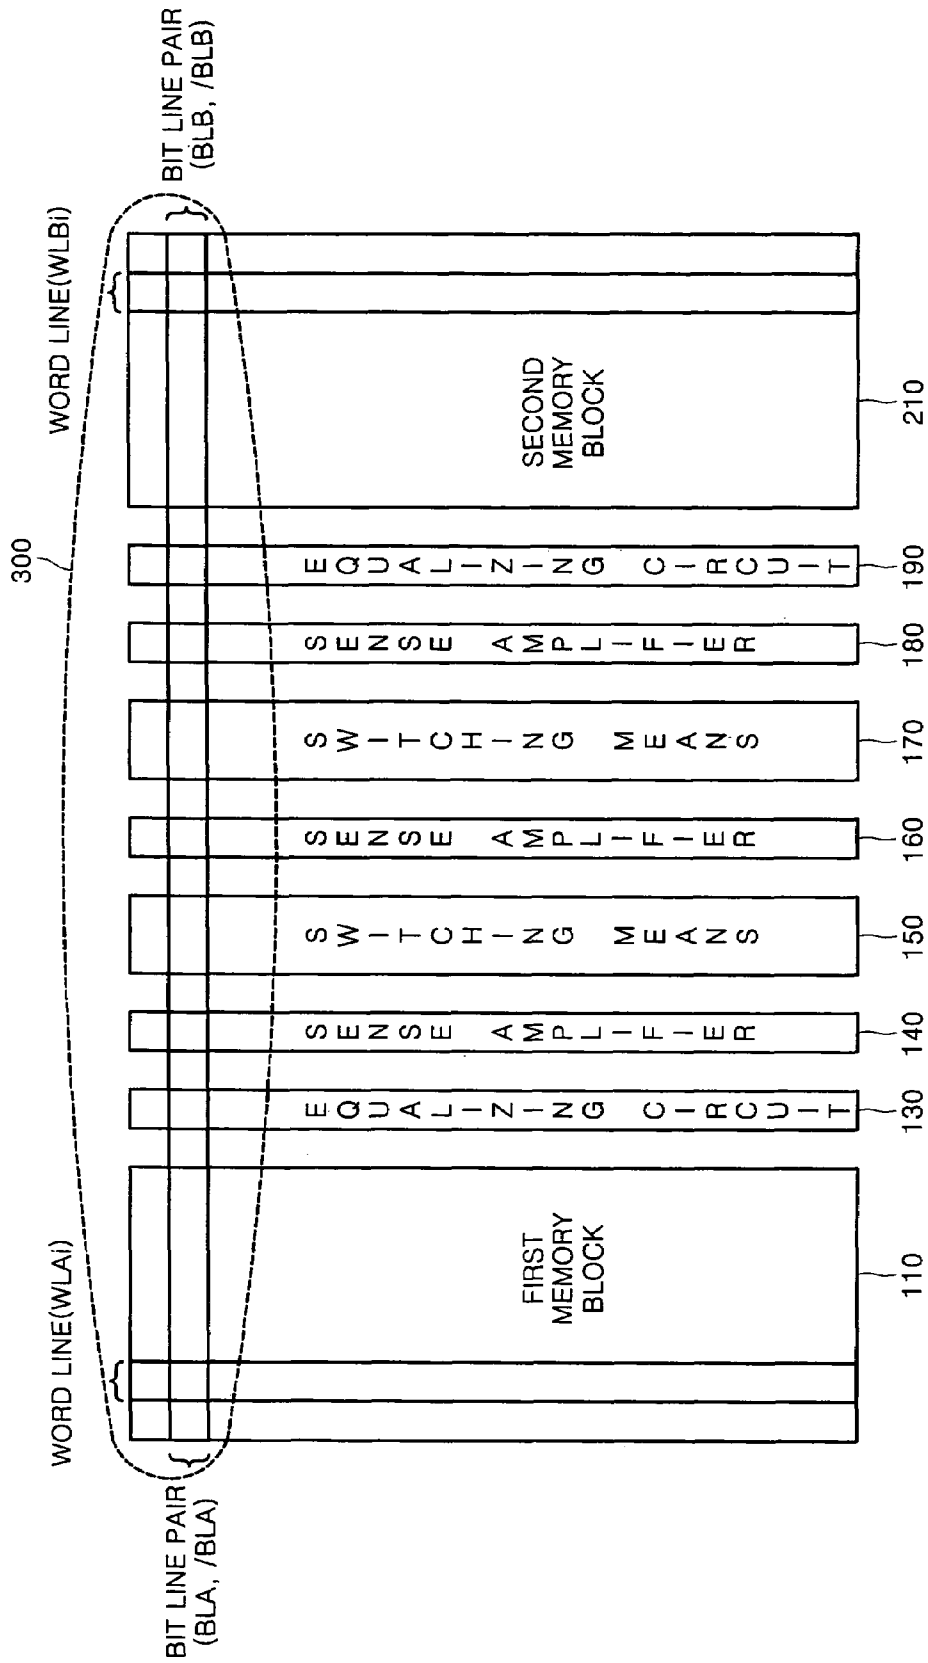 300
WORD LINE(WLAi)
WORD LINE(WLBi)
BIT LINE PAIR
(BLA, /BLA)
BIT LINE PAIR
(BLB, /BLB)
FIRST
MEMORY
BLOCK
EQUALIZING CIRCUIT
SENSE AMPLIFIER
SWITCHING MEANS
SENSE AMPLIFIER
SWITCHING MEANS
SENSE AMPLIFIER
EQUALIZING CIRCUIT
SECOND
MEMORY
BLOCK
110
130
140
150
160
170
180
190
210